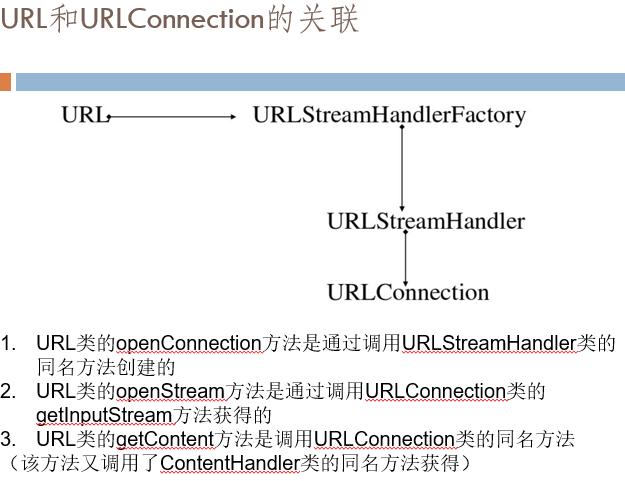 URL和URLConnection的关联
URL URLStreamHandlerFactory
URLStreamHandler
URLConnection
1. URL类的openConnection方法是通过调用URLStreamHandler类的
同名方法创建的
2. URL类的openStream方法是通过调用URLConnection类的
getInputStream方法获得的
3. URL类的getContent方法是调用URLConnection类的同名方法
（该方法又调用了ContentHandler类的同名方法获得）